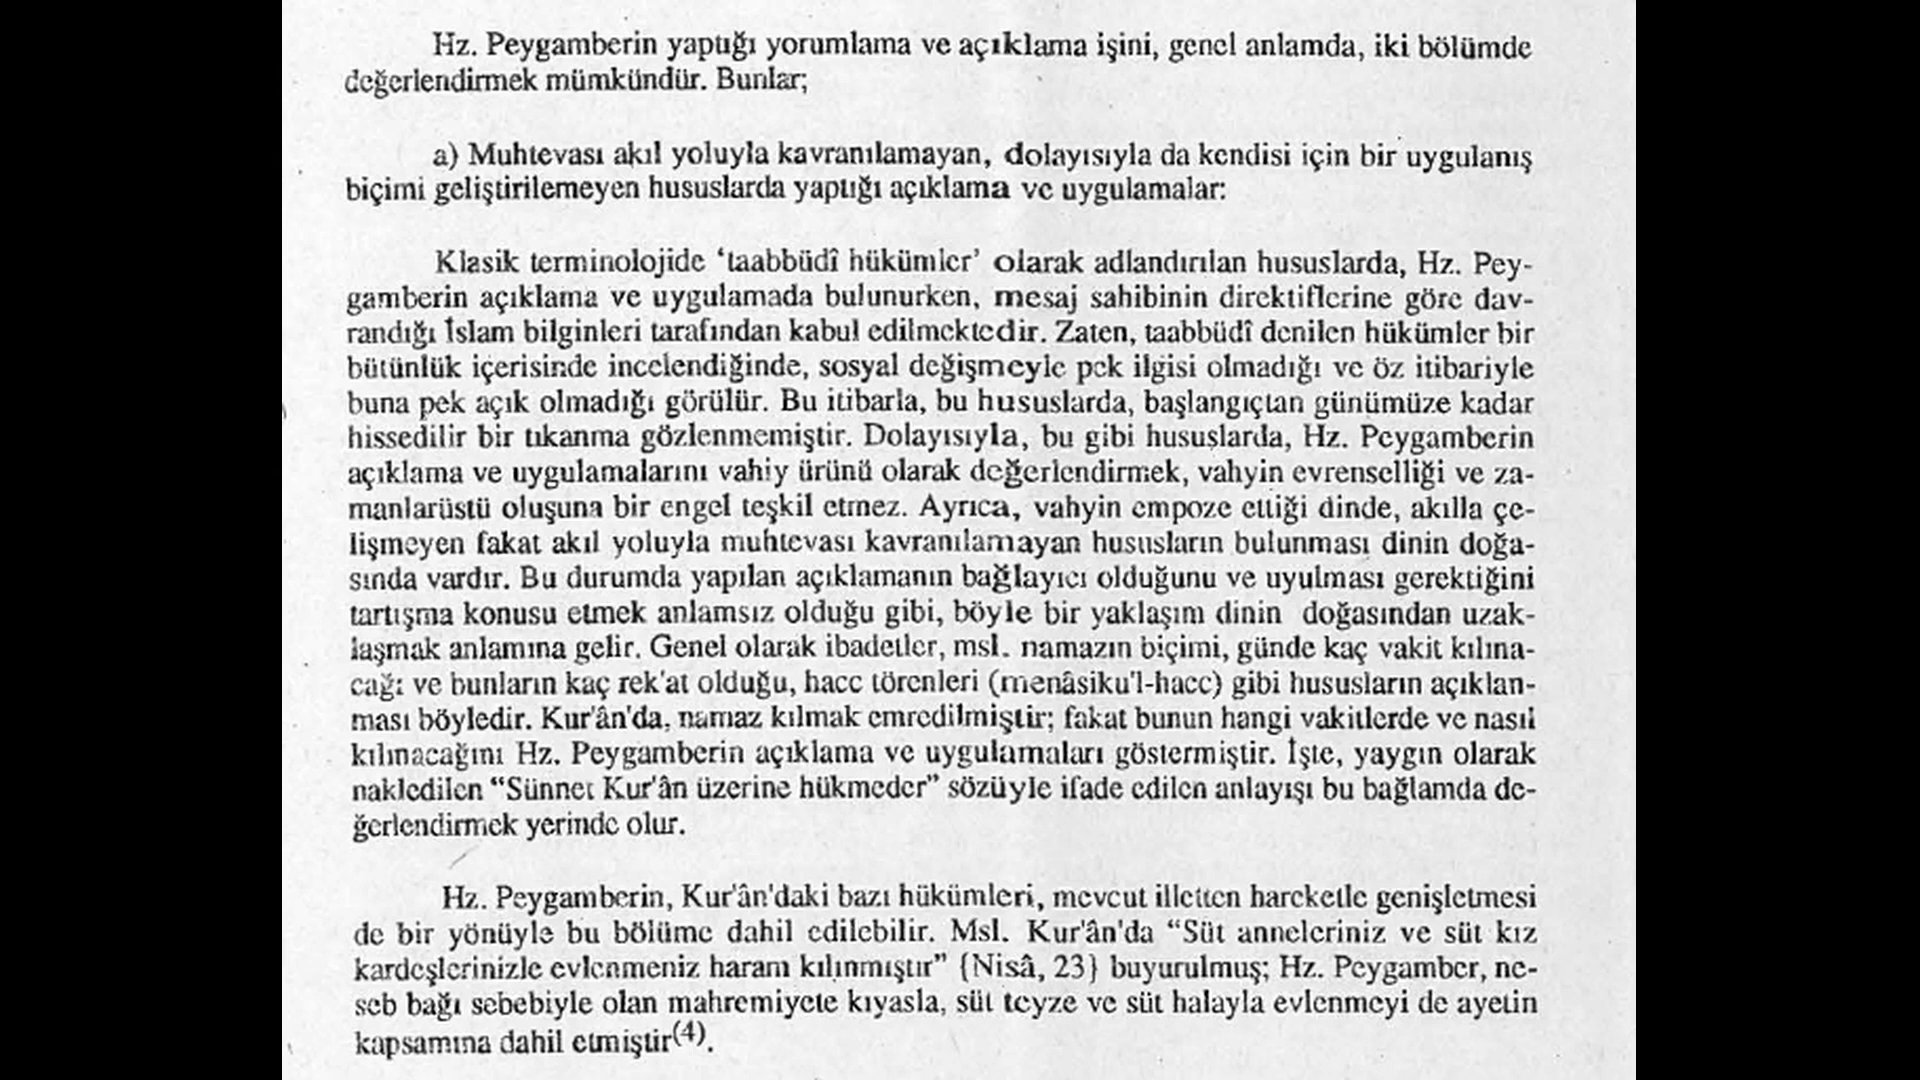 Hz. Peygamberin yaptığı yorumlama ve açıklama işini, genel anlamda, iki bölümde
değerlendirmek mümkündür. Bunlar;
a) Muhtevası akıl yoluyla kavranılamayan, dolayısıyla da kendisi için bir uygulanış
biçimi geliştirilemeyen hususlarda yaptığı açıklama ve uygulamalar:
Klasik terminolojide ‘taabbüdî hükümler’ olarak adlandırılan hususlarda, Hz. Pey-
gamberin açıklama ve uygulamada bulunurken, mesaj sahibinin direktiflerine göre dav-
randığı İslam bilginleri tarafından kabul edilmektedir. Zaten, taabbüdî denilen hükümler bir
bütünlük içerisinde incelendiğinde, sosyal değişmeyle pek ilgisi olmadığı ve öz itibariyle
buna pek açık olmadığı görülür. Bu itibarla, bu hususlarda, başlangıçtan günümüze kadar
hissedilir bir tıkanma gözlenmemiştir. Dolayısıyla, bu gibi hususlarda, Hz. Peygamberin
açıklama ve uygulamalarını vahiy ürünü olarak değerlendirmek, vahyin evrenselliği ve za-
manlarüstü oluşuna bir engel teşkil etmez. Ayrıca, vahyin empoze ettiği dinde, akılla çe-
lişmeyen fakat akıl yoluyla muhtevası kavranılamayan hususların bulunması dinin doğa-
sında vardır. Bu durumda yapılan açıklamanın bağlayıcı olduğunu ve uyulması gerektiğini
tartışma konusu etmek anlamsız olduğu gibi, böyle bir yaklaşım dinin doğasından uzak-
laşmak anlamına gelir. Genel olarak ibadetler, msl. namazın biçimi, günde kaç vakit kılına-
cağı ve bunların kaç rek'at olduğu, hacc törenleri (menâsiku'l-hacc) gibi hususların açıklan-
ması böyledir. Kur'ân'da, namaz kılmak emredilmiştir; fakat bunun hangi vakitlerde ve nasıl
kılınacağını Hz. Peygamberin açıklama ve uygulamaları göstermiştir. İşte, yaygın olarak
nakledilen “Sünnet Kur'ân üzerine hükmeder” sözüyle ifade edilen anlayışı bu bağlamda de-
ğerlendirmek yerinde olur.
Hz. Peygamberin, Kur'ân'daki bazı hükümleri, mevcut illetten hareketle genişletmesi
de bir yönüyle bu bölüme dahil edilebilir. Msl. Kur'ân'da “Süt anneleriniz ve süt kız
kardeşlerinizle evlenmeniz haram kılınmıştır” {Nisâ, 23} buyurulmuş; Hz. Peygamber, ne-
seb bağı sebebiyle olan mahremiyete kıyasla, süt teyze ve süt halayla evlenmeyi de ayetin
kapsamına dahil etmiştir(4).